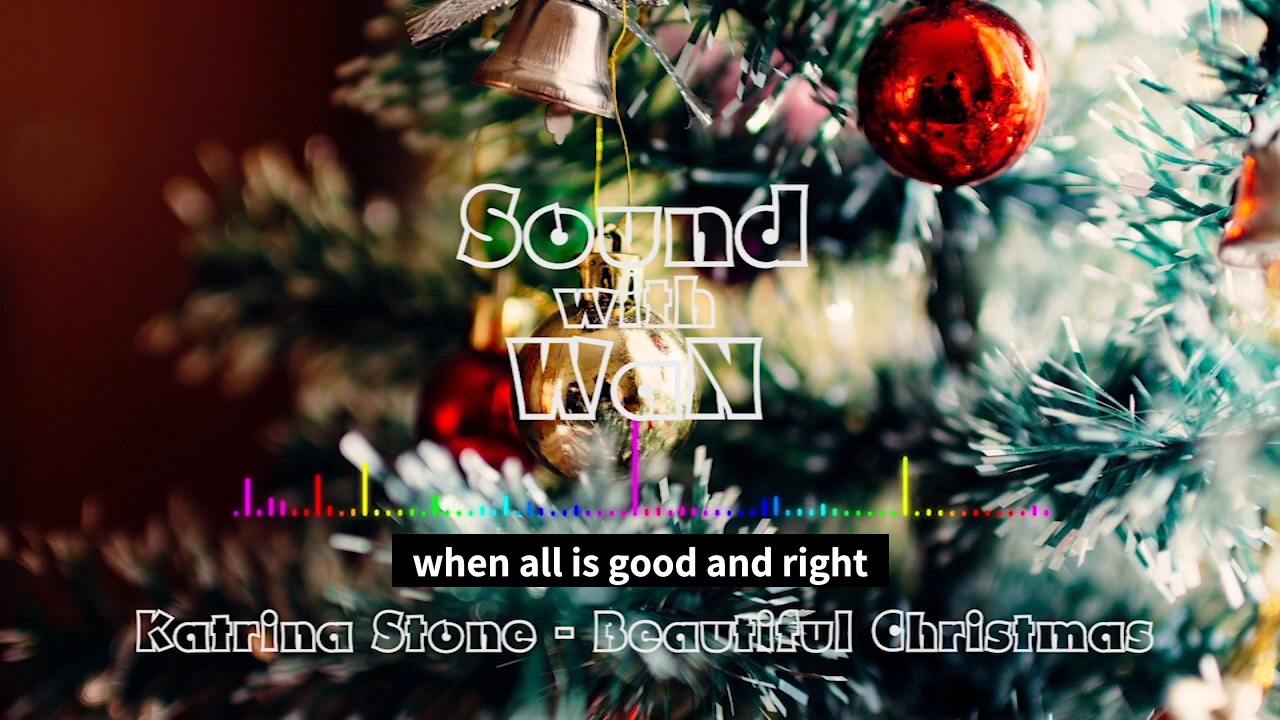 Sound
with
WaN
when all is good and right
Katrina Stone - Beautiful Christmas